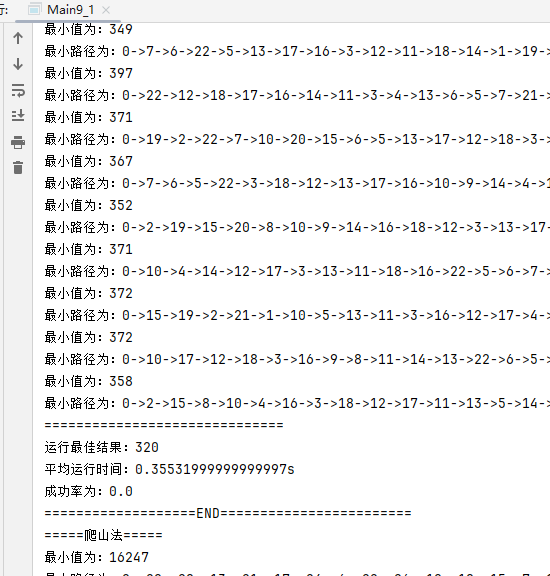 行:
Main9_1
最小值为：349
最小路径为：0->7->6->22->5->13->17->16->3->12->11->18->14->1->19->
最小值为：397
最小路径为：0->22->12->18->17->16->14->11->3->4->13->6->5->7->21->
最小值为：371
最小路径为：0->19->2->22->7->10->20->15->6->5->13->17->12->18->3->
最小值为：367
最小路径为：0->7->6->5->22->3->18->12->13->17->16->10->9->14->4->1
最小值为：352
最小路径为：0->2->19->15->20->8->10->9->14->16->18->12->3->13->17-
最小值为：371
最小路径为：0->10->4->14->12->17->3->13->11->18->16->22->5->6->7->
最小值为：372
最小路径为：0->15->19->2->21->1->10->5->13->11->3->16->12->17->4->
最小值为：372
最小路径为：0->10->17->12->18->3->16->9->8->11->14->13->22->6->5->
最小值为：358
最小路径为：0->2->15->8->10->4->16->3->18->12->17->11->13->5->14->
===============================
运行最佳结果：320
平均运行时间：0.35531999999999997s
成功率为：0.0
=======================END=========================
=====爬山法=====
最小值为：16247